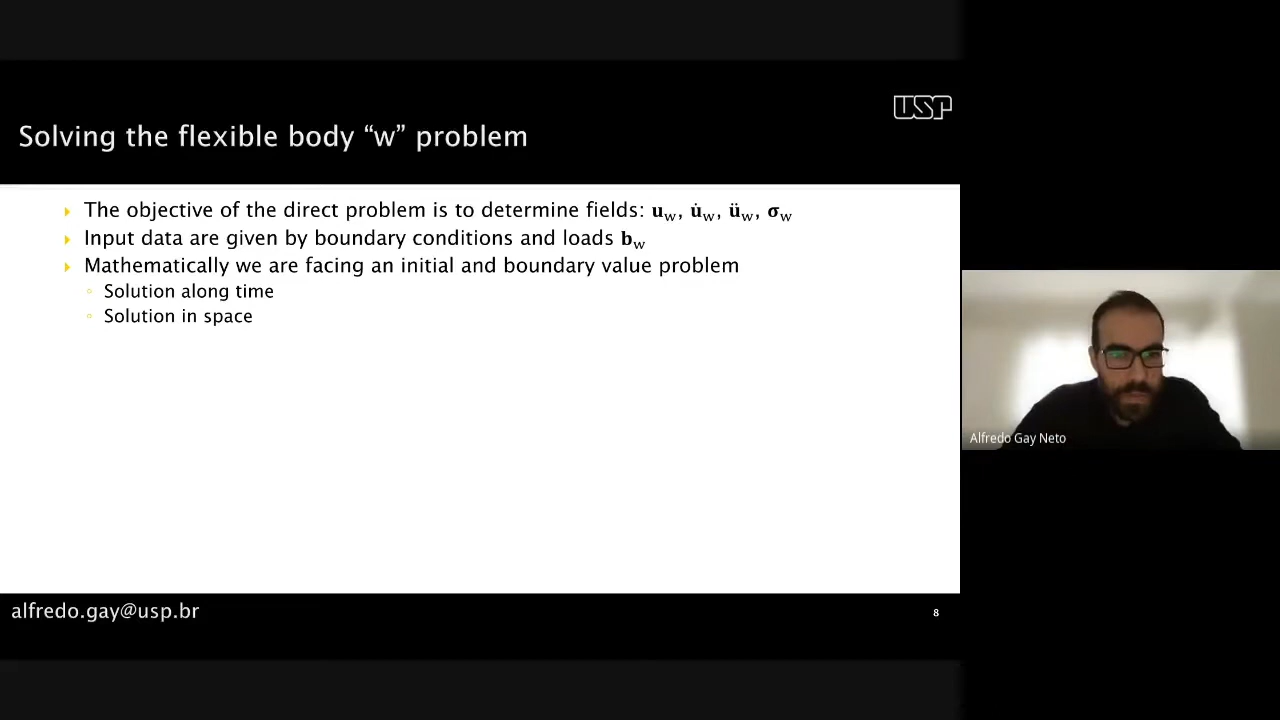 USP
Solving the flexible body “w” problem
The objective of the direct problem is to determine fields: 𝐮w, 𝐮̇w, 𝐮̈w, 𝛔w
Input data are given by boundary conditions and loads 𝐛w
Mathematically we are facing an initial and boundary value problem
Solution along time
Solution in space
Alfredo Gay Neto
alfredo.gay@usp.br
8